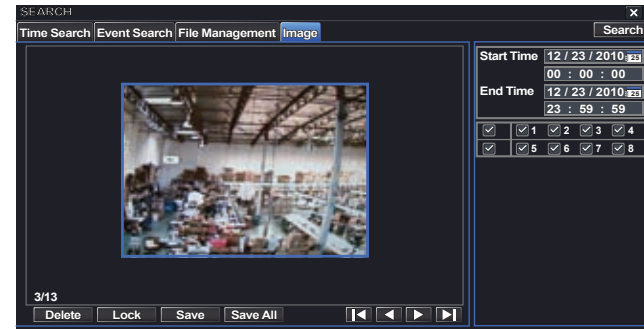 SEARCH
Time Search Event Search File Management Image Search
Start Time 12 / 23 / 2010
00 : 00 : 00
End Time 12 / 23 / 2010
23 : 59 : 59
1 2 3 4
5 6 7 8
3/13
Delete Lock Save Save All